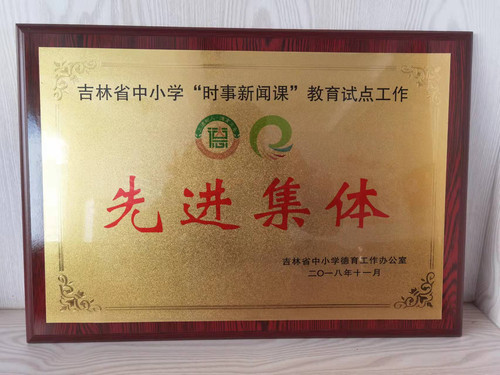 吉林省中小学“时事新闻课”教育试点工作
先进集体
吉林省中小学德育工作办公室
二〇一八年十一月